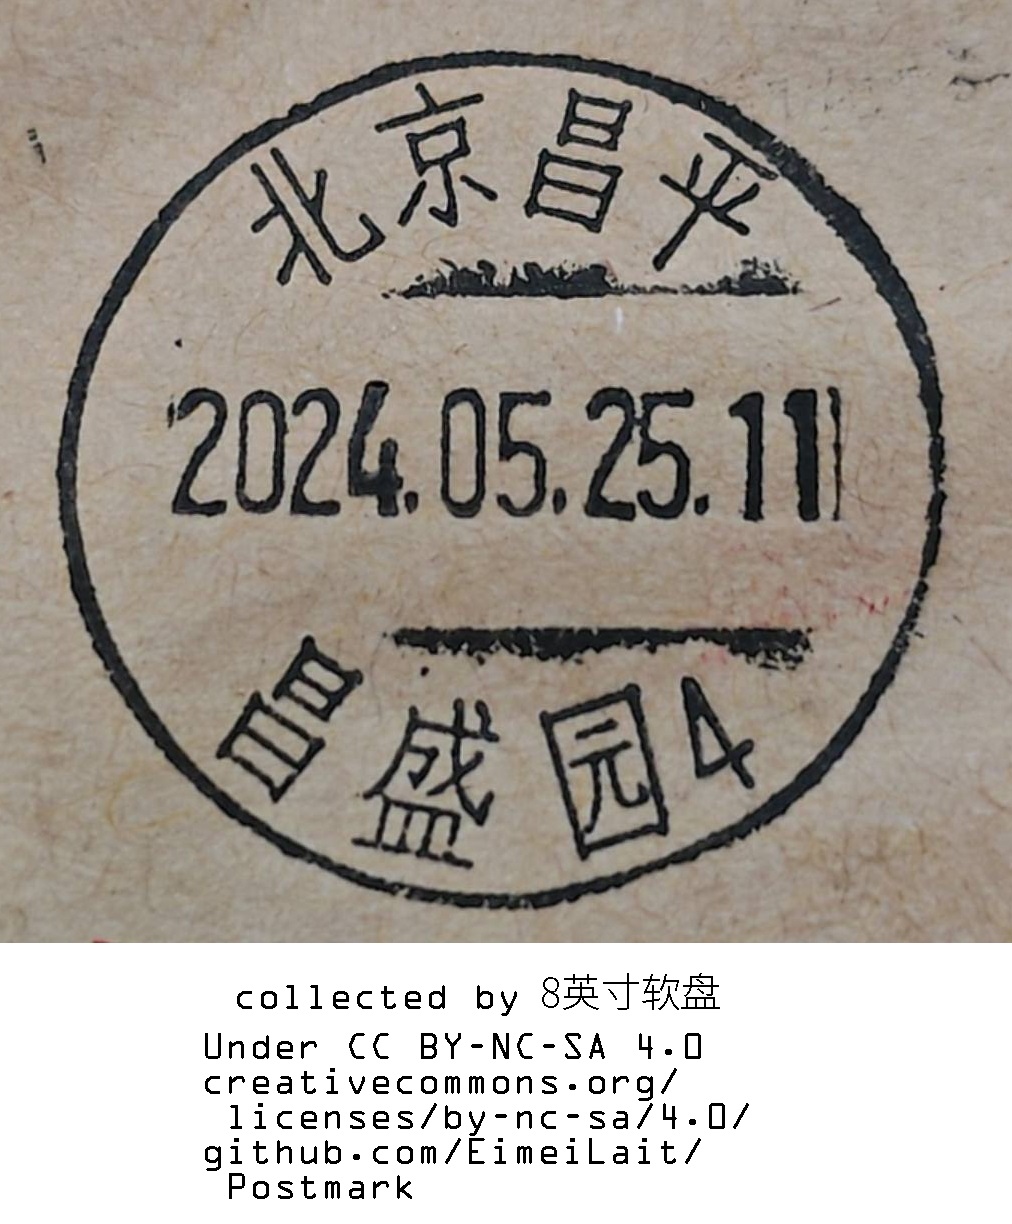 北京昌平
2024.05.25.11
昌盛园4
collected by 8英寸软盘
Under CC BY-NC-SA 4.0
creativecommons.org/
licenses/by-nc-sa/4.0/
github.com/EimeiLait/
Postmark